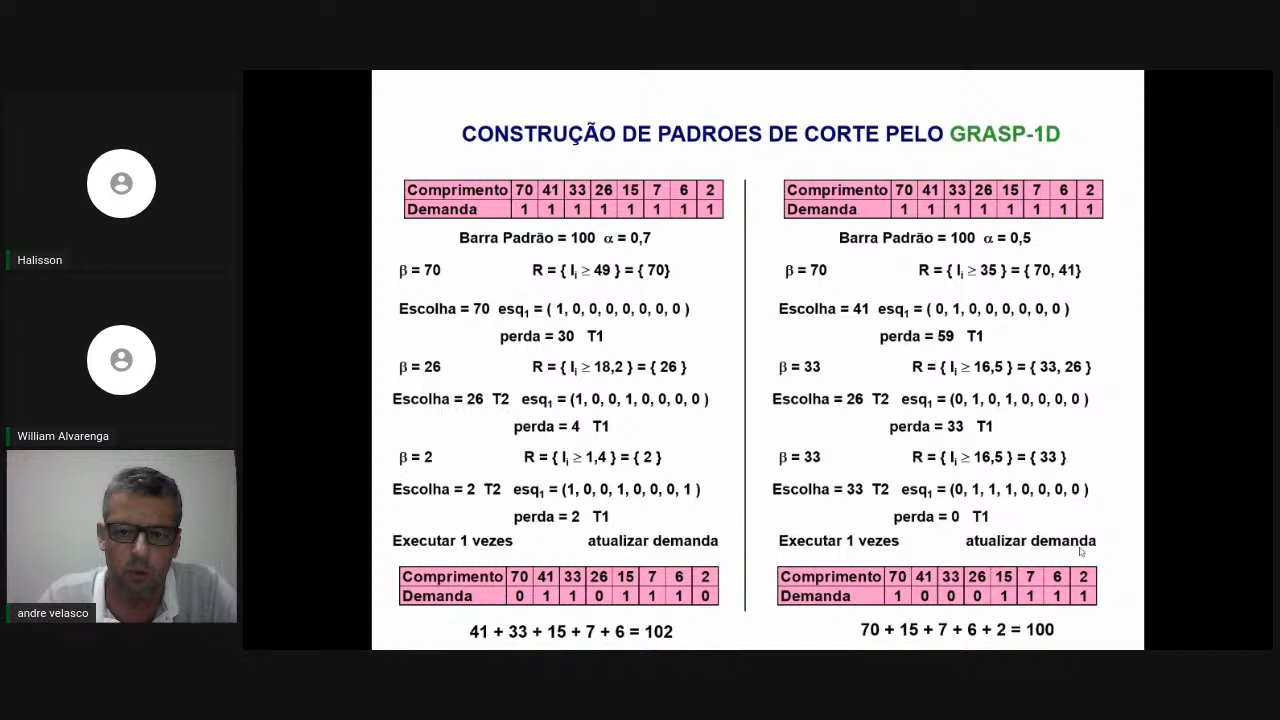 Halisson
William Alvarenga
andre velasco
CONSTRUÇÃO DE PADROES DE CORTE PELO GRASP-1D
Comprimento 70 41 33 26 15 7 6 2
Demanda 1 1 1 1 1 1 1 1
Barra Padrão = 100 α = 0,7
β = 70 R = { lᵢ ≥ 49 } = { 70}
Escolha = 70 esq₁ = ( 1, 0, 0, 0, 0, 0, 0, 0 )
perda = 30 T1
β = 26 R = { lᵢ ≥ 18,2 } = { 26 }
Escolha = 26 T2 esq₁ = (1, 0, 0, 1, 0, 0, 0, 0 )
perda = 4 T1
β = 2 R = { lᵢ ≥ 1,4 } = { 2 }
Escolha = 2 T2 esq₁ = (1, 0, 0, 1, 0, 0, 0, 1 )
perda = 2 T1
Executar 1 vezes atualizar demanda
Comprimento 70 41 33 26 15 7 6 2
Demanda 0 1 1 0 1 1 1 0
41 + 33 + 15 + 7 + 6 = 102
Comprimento 70 41 33 26 15 7 6 2
Demanda 1 1 1 1 1 1 1 1
Barra Padrão = 100 α = 0,5
β = 70 R = { lᵢ ≥ 35 } = { 70, 41}
Escolha = 41 esq₁ = ( 0, 1, 0, 0, 0, 0, 0, 0 )
perda = 59 T1
β = 33 R = { lᵢ ≥ 16,5 } = { 33, 26 }
Escolha = 26 T2 esq₁ = (0, 1, 0, 1, 0, 0, 0, 0 )
perda = 33 T1
β = 33 R = { lᵢ ≥ 16,5 } = { 33 }
Escolha = 33 T2 esq₁ = (0, 1, 1, 1, 0, 0, 0, 0 )
perda = 0 T1
Executar 1 vezes atualizar demanda
Comprimento 70 41 33 26 15 7 6 2
Demanda 1 0 0 0 1 1 1 1
70 + 15 + 7 + 6 + 2 = 100